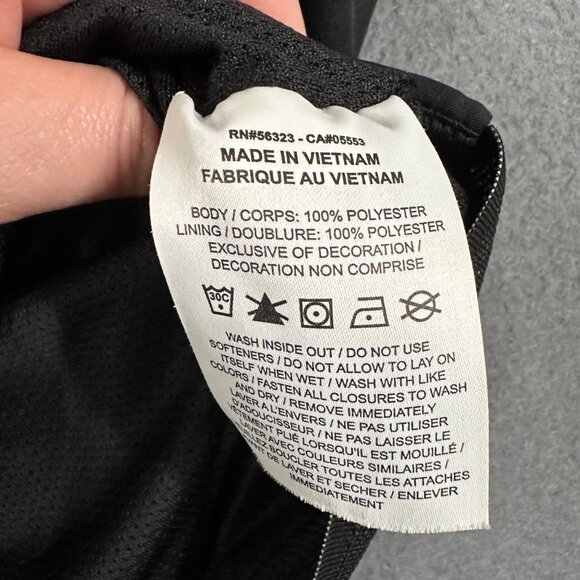 RN#56323 - CA#05553
MADE IN VIETNAM
FABRIQUE AU VIETNAM
BODY / CORPS: 100% POLYESTER
LINING / DOUBLURE: 100% POLYESTER
EXCLUSIVE OF DECORATION /
DECORATION NON COMPRISE
30C
WASH INSIDE OUT / DO NOT USE
SOFTENERS / DO NOT ALLOW TO LAY ON
ITSELF WHEN WET / WASH WITH LIKE
COLORS / FASTEN ALL CLOSURES TO WASH
AND DRY / REMOVE IMMEDIATELY
LAVER A L'ENVERS / NE PAS UTILISER
D'ADOUCISSEUR / NE PAS LAISSER LE
VETEMENT PLIÉ LORSQU'IL EST MOUILLÉ /
LAVER AVEC COULEURS SIMILAIRES /
BOUCLER TOUTES LES ATTACHES
DE LAVER ET SECHER / ENLEVER
IMMEDIATEMENT